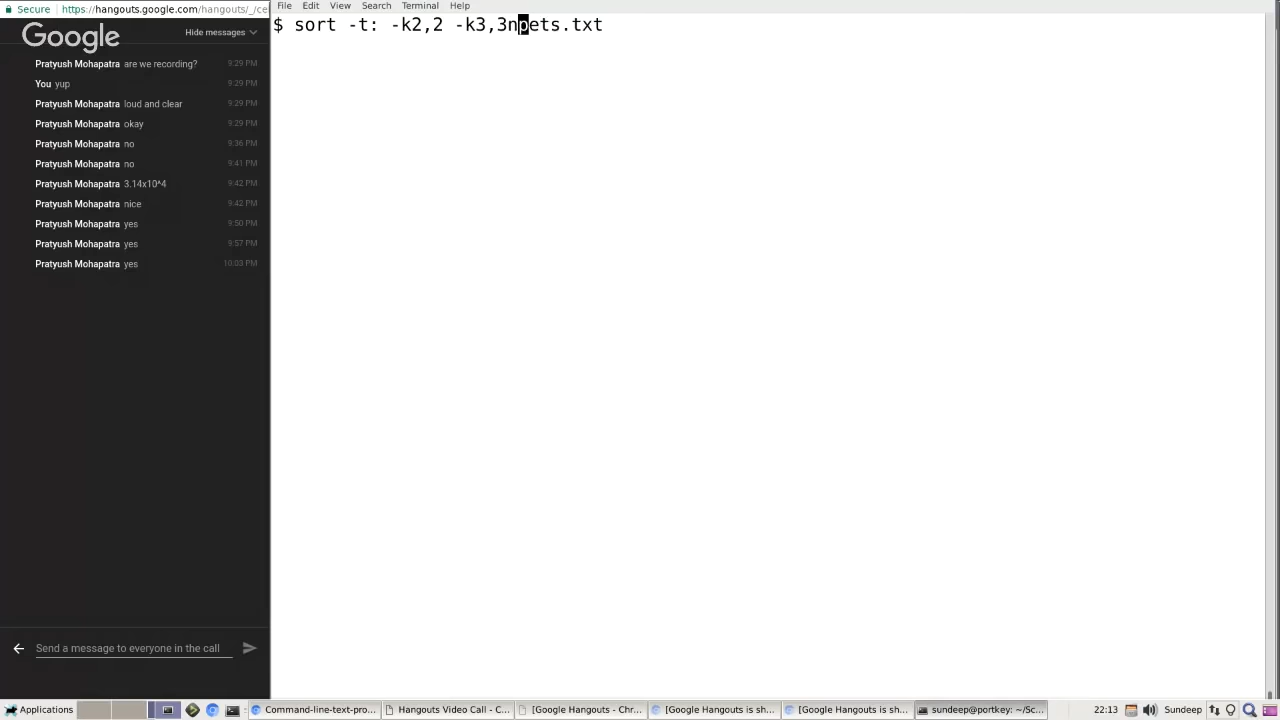 Secure https://hangouts.google.com/hangouts/_/ce
Google
Hide messages
Pratyush Mohapatra are we recording? 9:29 PM
You yup 9:29 PM
Pratyush Mohapatra loud and clear 9:29 PM
Pratyush Mohapatra okay 9:29 PM
Pratyush Mohapatra no 9:36 PM
Pratyush Mohapatra no 9:41 PM
Pratyush Mohapatra 3.14x10^4 9:42 PM
Pratyush Mohapatra nice 9:42 PM
Pratyush Mohapatra yes 9:50 PM
Pratyush Mohapatra yes 9:57 PM
Pratyush Mohapatra yes 10:03 PM
Send a message to everyone in the call
File Edit View Search Terminal Help
$ sort -t: -k2,2 -k3,3npets.txt
Applications Command-line-text-pro... Hangouts Video Call - C... [Google Hangouts - Chr... [Google Hangouts is sh... [Google Hangouts is sh... sundeep@portkey: ~/Sc... 22:13 Sundeep